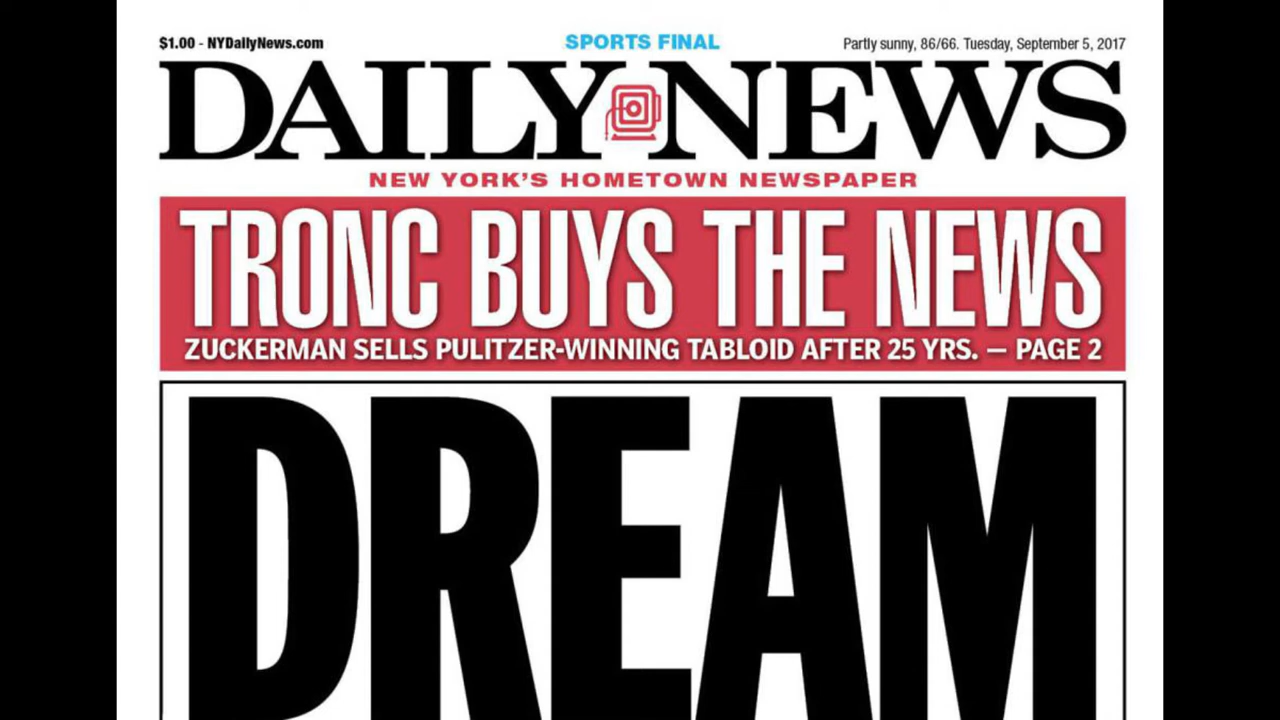 $1.00 - NYDailyNews.com
SPORTS FINAL
Partly sunny, 86/66. Tuesday, September 5, 2017
DAILY NEWS
NEW YORK'S HOMETOWN NEWSPAPER
TRONC BUYS THE NEWS
ZUCKERMAN SELLS PULITZER-WINNING TABLOID AFTER 25 YRS. — PAGE 2
DREAM